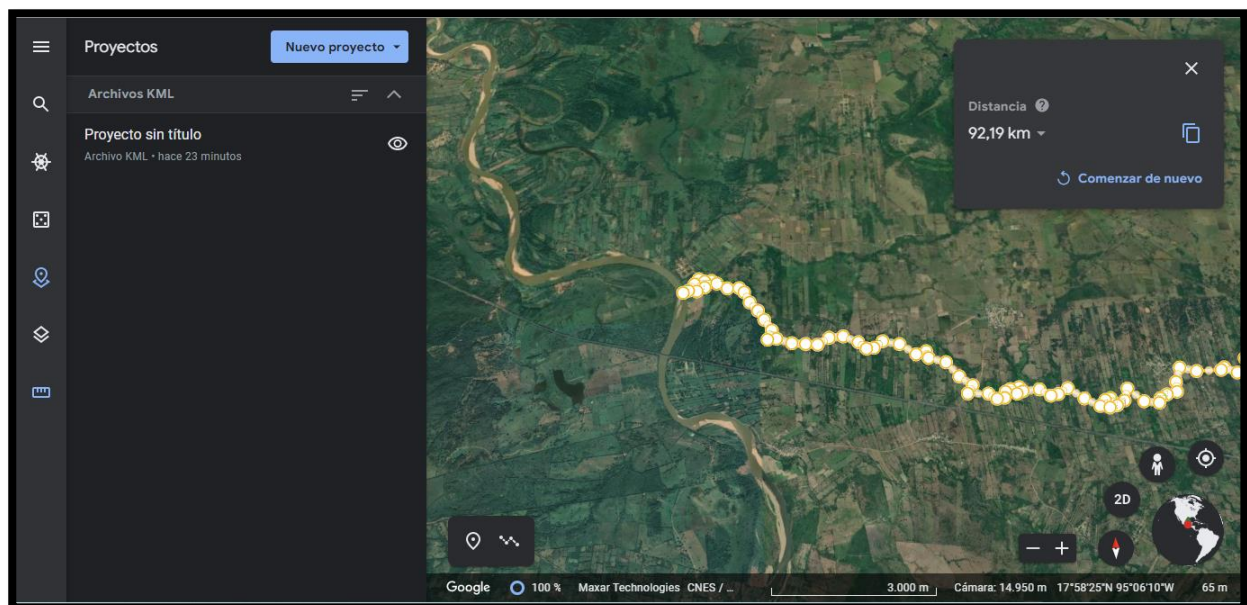 Proyectos
Nuevo proyecto
Archivos KML
Proyecto sin título
Archivo KML • hace 23 minutos
Distancia
92,19 km
Comenzar de nuevo
2D
Google 100 % Maxar Technologies CNES / ... 3.000 m Cámara: 14.950 m 17°58'25"N 95°06'10"W 65 m